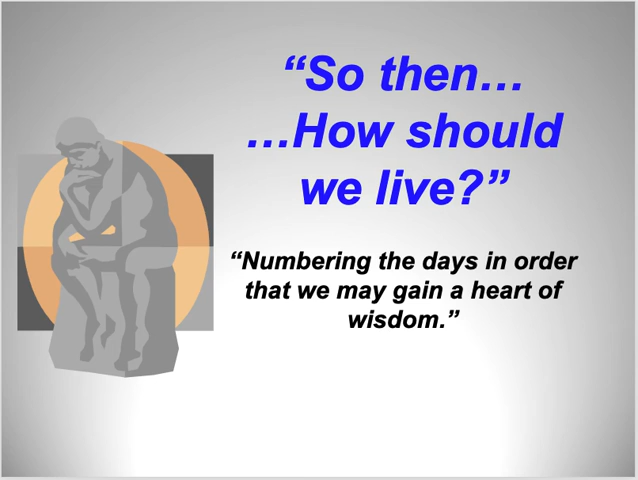 “So then…
…How should
we live?”
“Numbering the days in order
that we may gain a heart of
wisdom.”